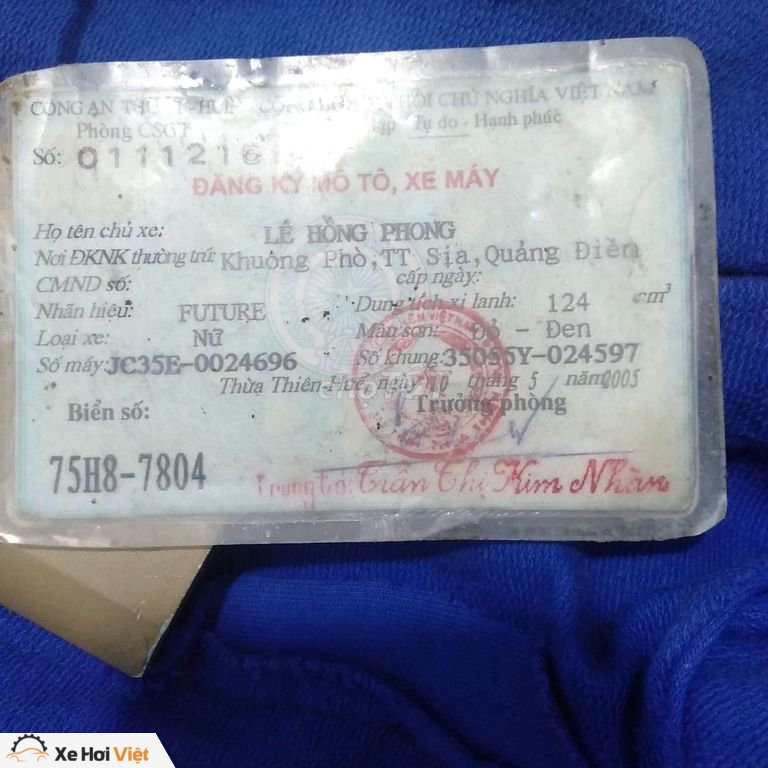 CÔNG AN THỪA T-HUẾ CỘNG HÒA XÃ HỘI CHỦ NGHĨA VIỆT NAM
Phòng CSGT lập Tự do - Hạnh phúc
Số: 0111216
ĐĂNG KÝ MÔ TÔ, XE MÁY
Họ tên chủ xe: LÊ HỒNG PHONG
Nơi ĐKNK thường trú: Khuông Phò,TT Sịa,Quảng Điền
CMND số: cấp ngày:
Nhãn hiệu: FUTURE Dung tích xi lanh: 124 cm³
Loại xe: Nữ Màu sơn: Đỏ - Đen
Số máy: JC35E-0024696 Số khung: 35055Y-024597
Thừa Thiên-Huế, ngày 10 tháng 5 năm 2005
Biển số: Trưởng phòng
75H8-7804
Trung tá: Trần Thị Kim Nhàn
Xe Hơi Việt